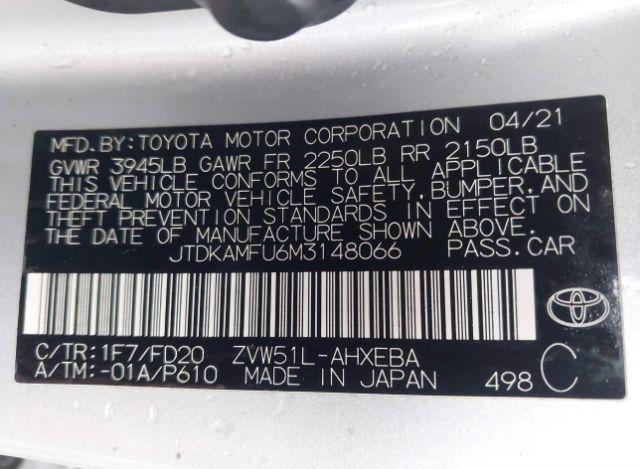 MFD.BY:TOYOTA MOTOR CORPORATION 04/21
GVWR 3945LB GAWR FR 2250LB RR 2150LB
THIS VEHICLE CONFORMS TO ALL APPLICABLE
FEDERAL MOTOR VEHICLE SAFETY,BUMPER,AND
THEFT PREVENTION STANDARDS IN EFFECT ON
THE DATE OF MANUFACTURE SHOWN ABOVE.
JTDKAMFU6M3148066 PASS.CAR
C/TR:1F7/FD20 ZVW51L-AHXEBA
A/TM:-01A/P610 MADE IN JAPAN 498 C